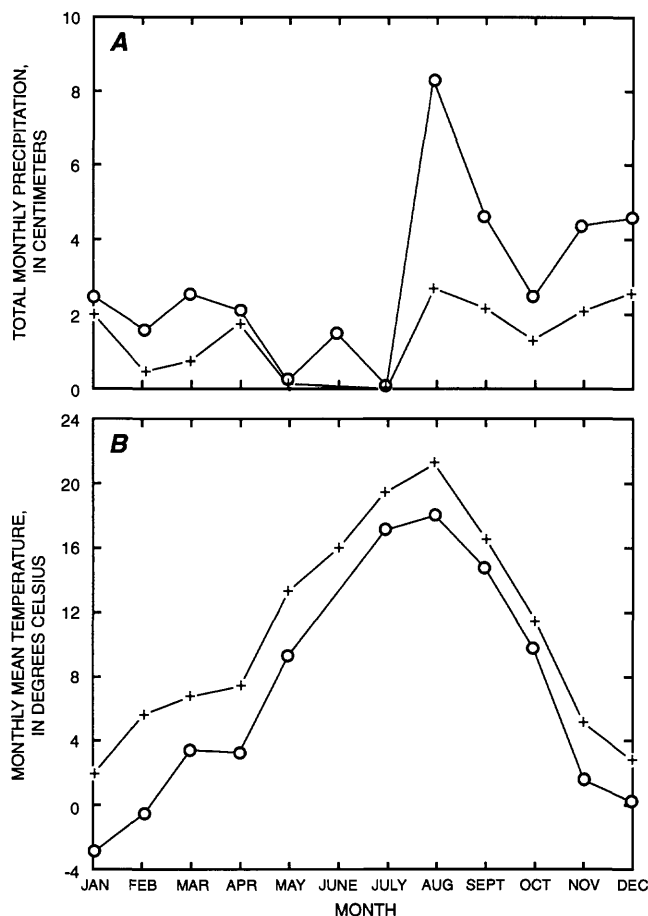 A
TOTAL MONTHLY PRECIPITATION,
IN CENTIMETERS
10
8
6
4
2
0
B
MONTHLY MEAN TEMPERATURE,
IN DEGREES CELSIUS
24
20
16
12
8
4
0
-4
JAN FEB MAR APR MAY JUNE JULY AUG SEPT OCT NOV DEC
MONTH